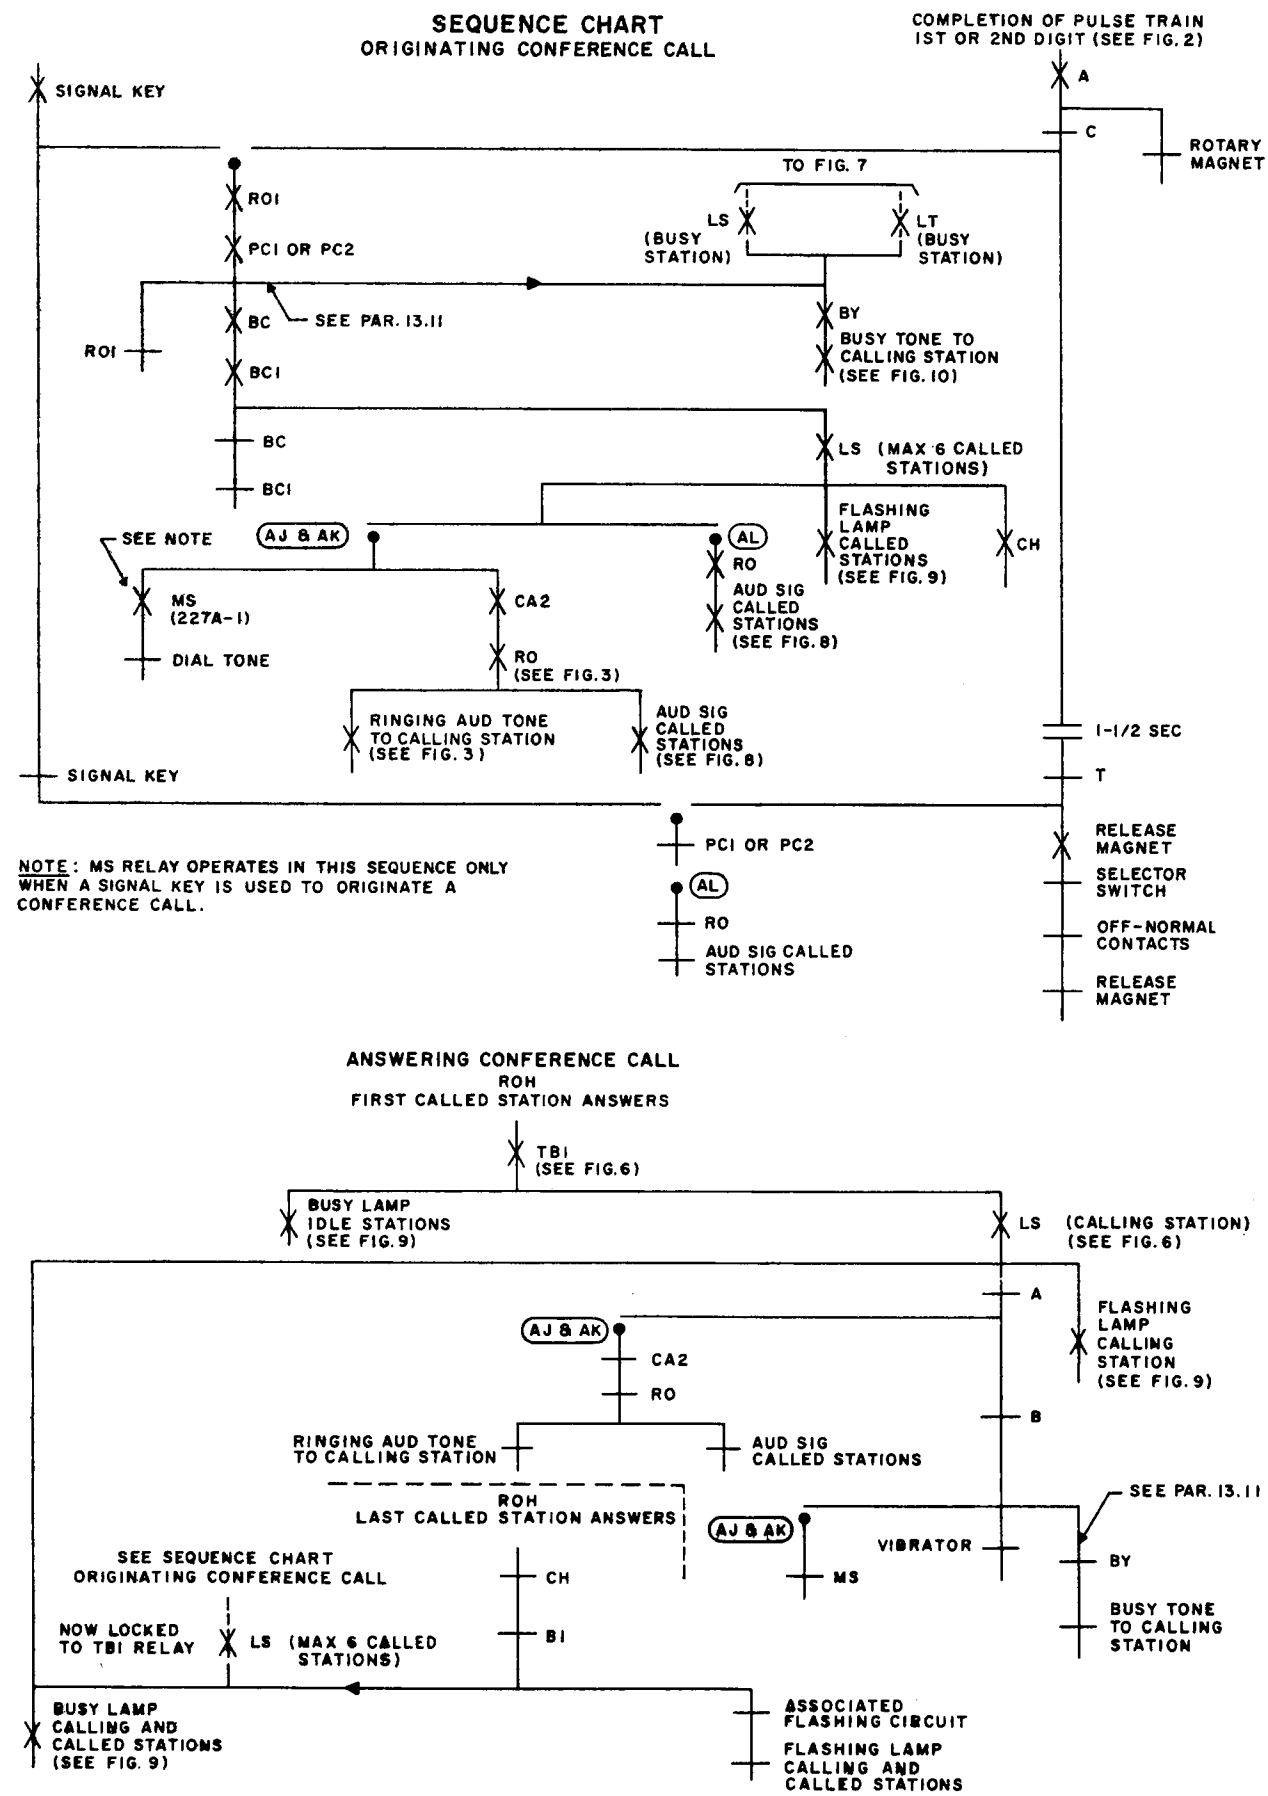 SEQUENCE CHART
ORIGINATING CONFERENCE CALL
COMPLETION OF PULSE TRAIN
1ST OR 2ND DIGIT (SEE FIG. 2)
SIGNAL KEY
A
C
ROTARY
MAGNET
TO FIG. 7
RO1
LS
(BUSY
STATION)
LT
(BUSY
STATION)
PC1 OR PC2
SEE PAR. 13.11
BC
RO1
BC1
BY
BUSY TONE TO
CALLING STATION
(SEE FIG. 10)
BC
BC1
LS (MAX 6 CALLED
STATIONS)
SEE NOTE
AJ & AK
AL
RO
AUD SIG
CALLED
STATIONS
(SEE FIG. 8)
FLASHING
LAMP
CALLED
STATIONS
(SEE FIG. 9)
CH
MS
(227A-1)
DIAL TONE
CA2
RO
(SEE FIG. 3)
RINGING AUD TONE
TO CALLING STATION
(SEE FIG. 3)
AUD SIG
CALLED
STATIONS
(SEE FIG. 8)
1-1/2 SEC
SIGNAL KEY
T
PC1 OR PC2
RELEASE
MAGNET
NOTE: MS RELAY OPERATES IN THIS SEQUENCE ONLY
WHEN A SIGNAL KEY IS USED TO ORIGINATE A
CONFERENCE CALL.
AL
RO
AUD SIG CALLED
STATIONS
SELECTOR
SWITCH
OFF-NORMAL
CONTACTS
RELEASE
MAGNET
ANSWERING CONFERENCE CALL
ROH
FIRST CALLED STATION ANSWERS
TB1
(SEE FIG. 6)
BUSY LAMP
IDLE STATIONS
(SEE FIG. 9)
LS (CALLING STATION)
(SEE FIG. 6)
A
FLASHING
LAMP
CALLING
STATION
(SEE FIG. 9)
AJ & AK
CA2
RO
B
RINGING AUD TONE
TO CALLING STATION
AUD SIG
CALLED STATIONS
ROH
LAST CALLED STATION ANSWERS
SEE PAR. 13.11
AJ & AK
MS
VIBRATOR
BY
BUSY TONE
TO CALLING
STATION
SEE SEQUENCE CHART
ORIGINATING CONFERENCE CALL
CH
B1
NOW LOCKED
TO TB1 RELAY
LS (MAX 6 CALLED
STATIONS)
BUSY LAMP
CALLING AND
CALLED STATIONS
(SEE FIG. 9)
ASSOCIATED
FLASHING CIRCUIT
FLASHING LAMP
CALLING AND
CALLED STATIONS